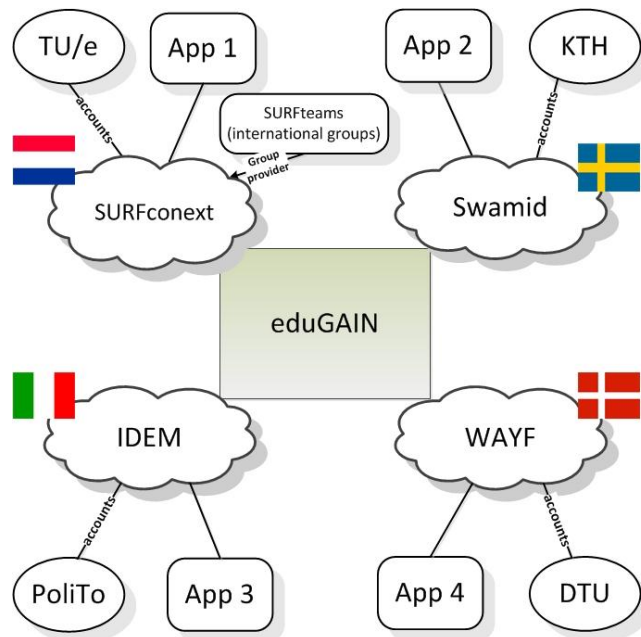 TU/e
App 1
App 2
KTH
accounts
SURFteams
(international groups)
accounts
Group
provider
SURFconext
Swamid
eduGAIN
IDEM
WAYF
accounts
accounts
PoliTo
App 3
App 4
DTU